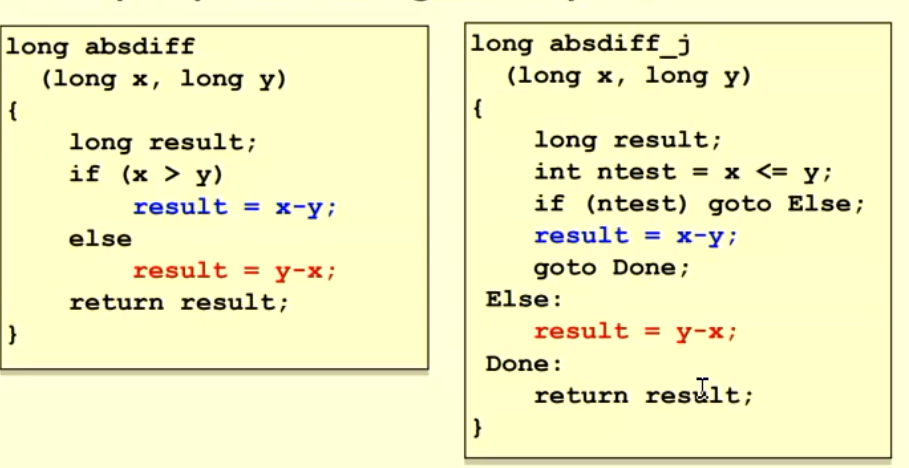 long absdiff
(long x, long y)
{
long result;
if (x > y)
result = x-y;
else
result = y-x;
return result;
}
long absdiff_j
(long x, long y)
{
long result;
int ntest = x <= y;
if (ntest) goto Else;
result = x-y;
goto Done;
Else:
result = y-x;
Done:
return result;
}